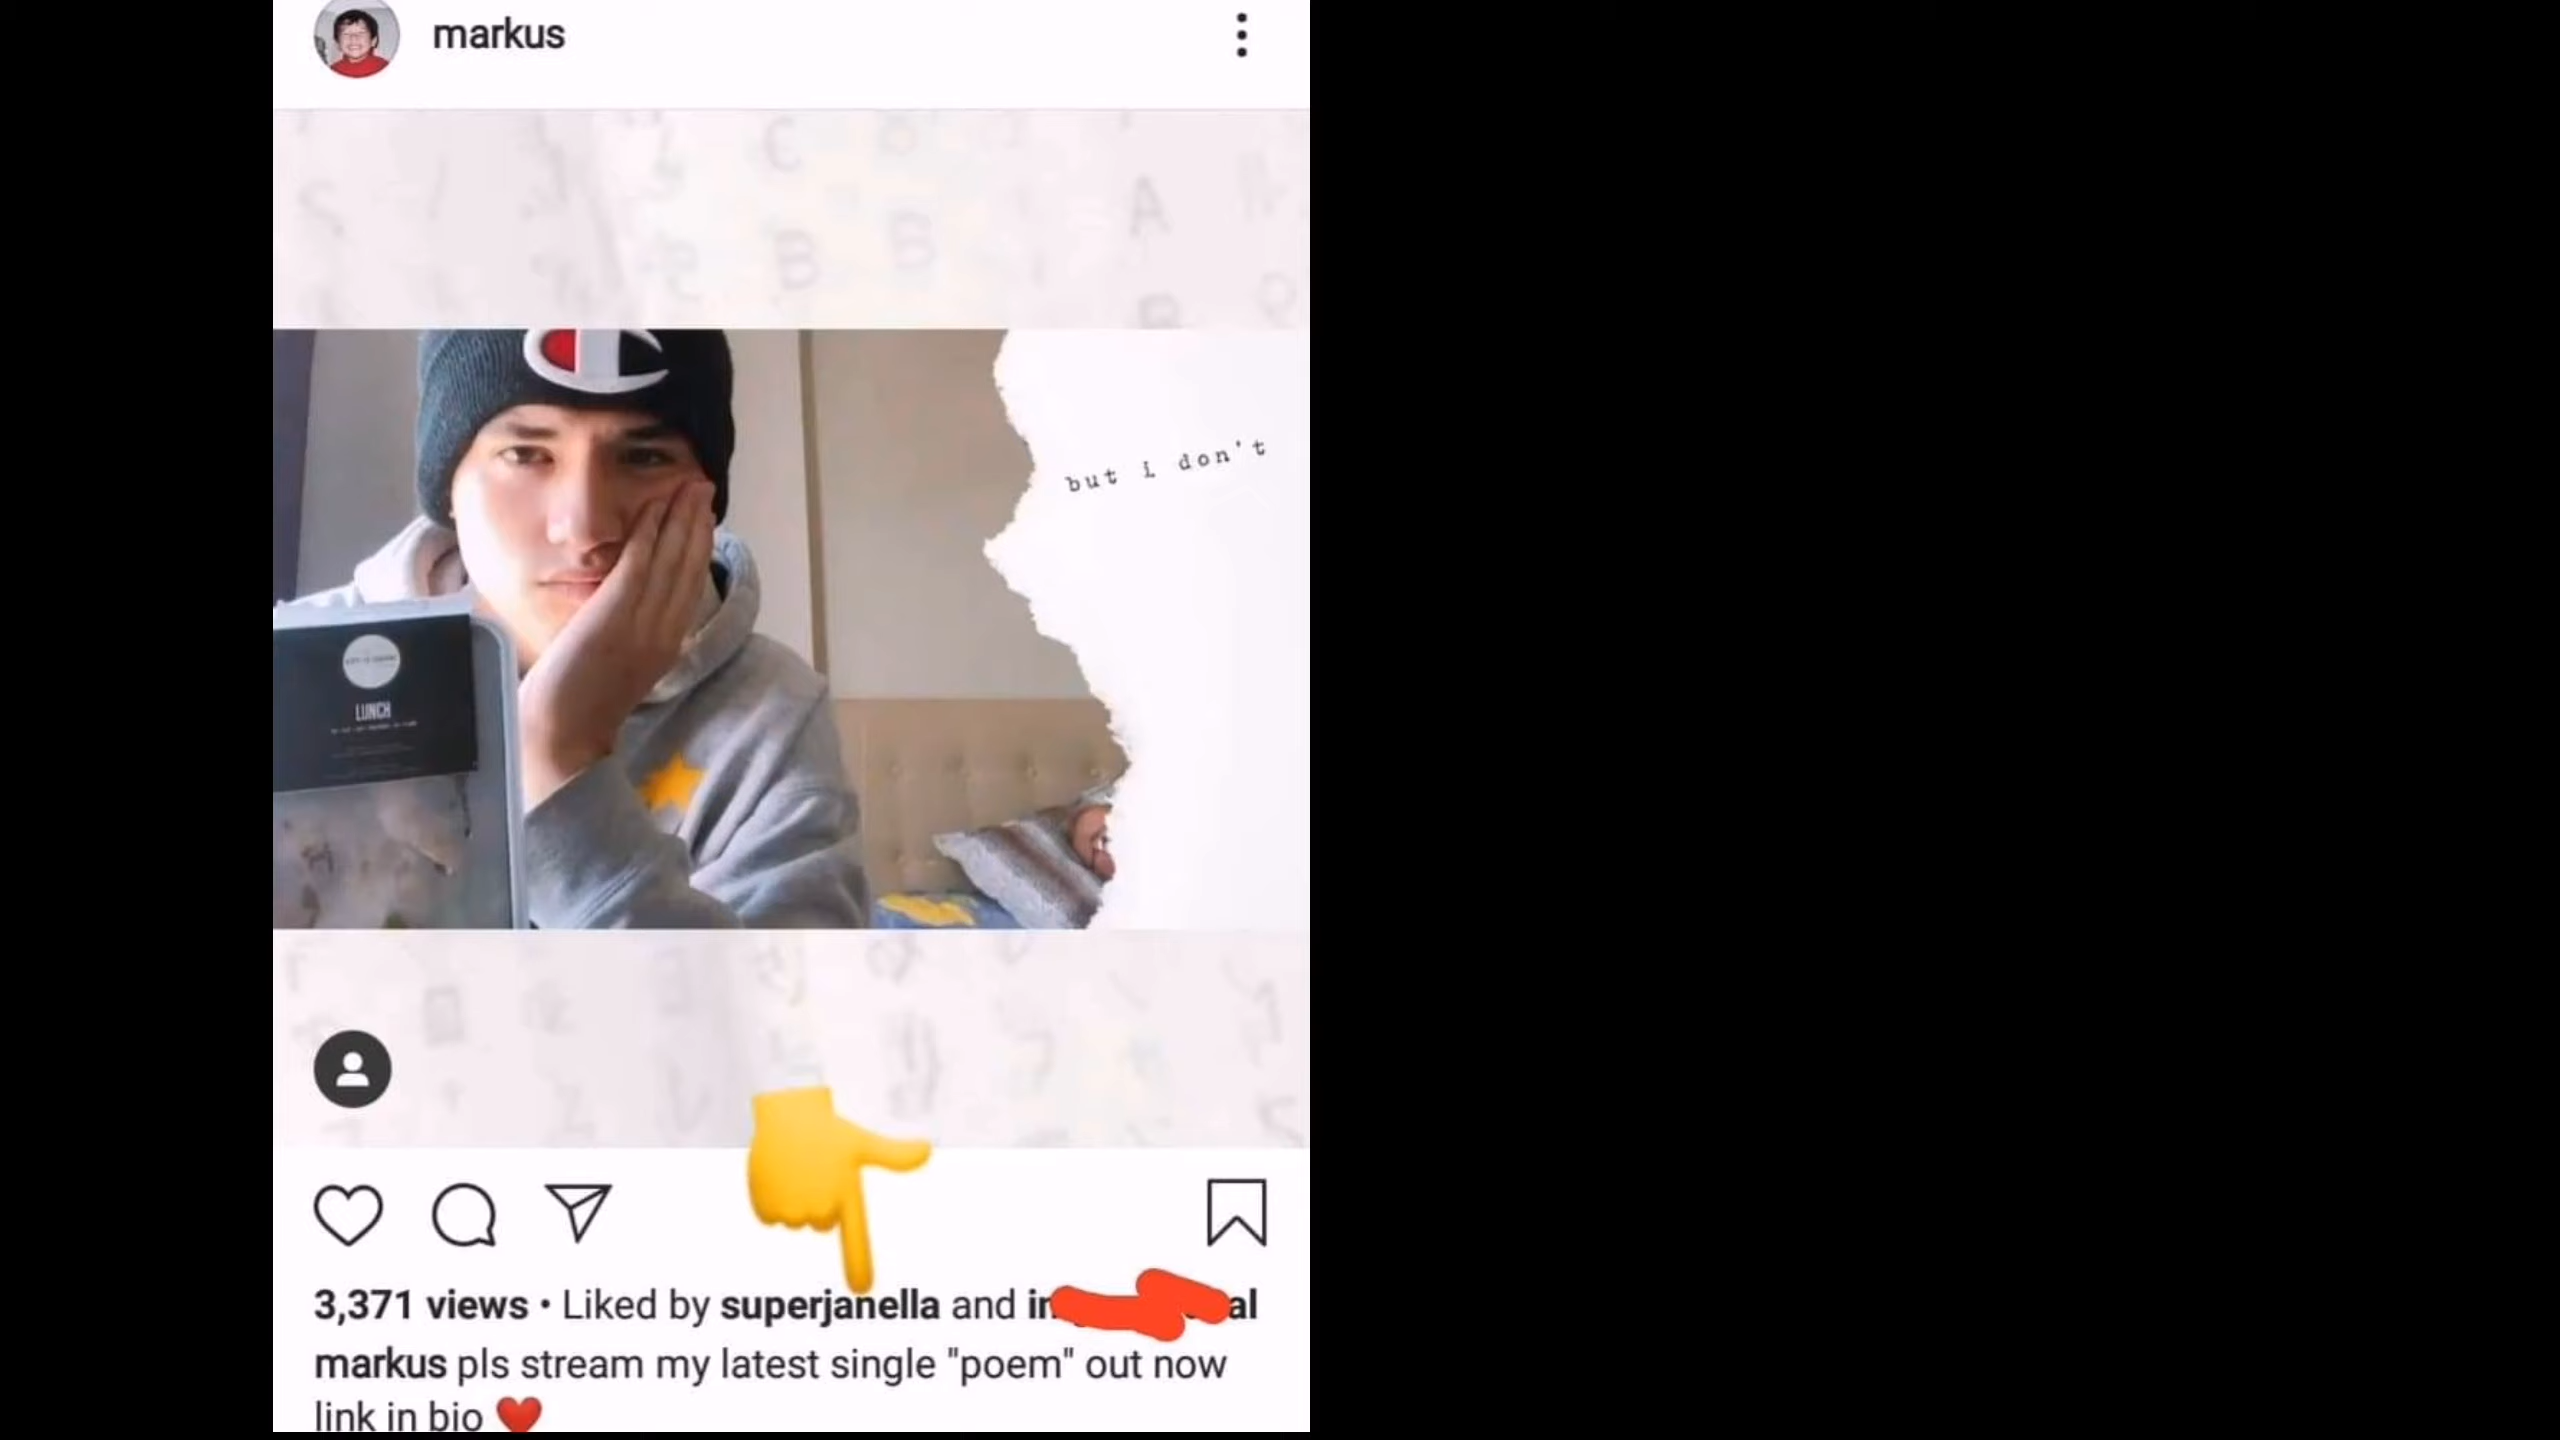 markus
but i don't
LUNCH
3,371 views • Liked by superjanella and
markus pls stream my latest single "poem" out now
link in bio ❤️